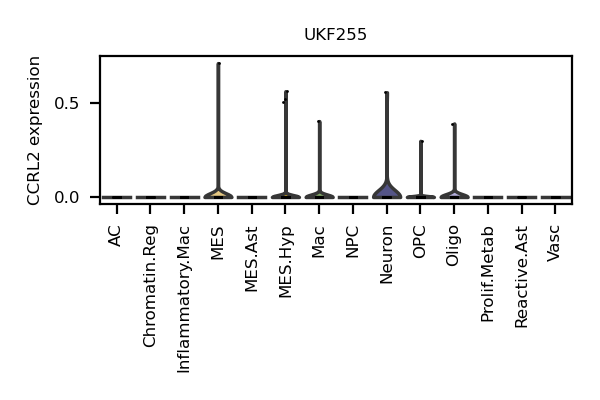 UKF255
CCRL2 expression
0.5
0.0
AC
Chromatin.Reg
Inflammatory.Mac
MES
MES.Ast
MES.Hyp
Mac
NPC
Neuron
OPC
Oligo
Prolif.Metab
Reactive.Ast
Vasc